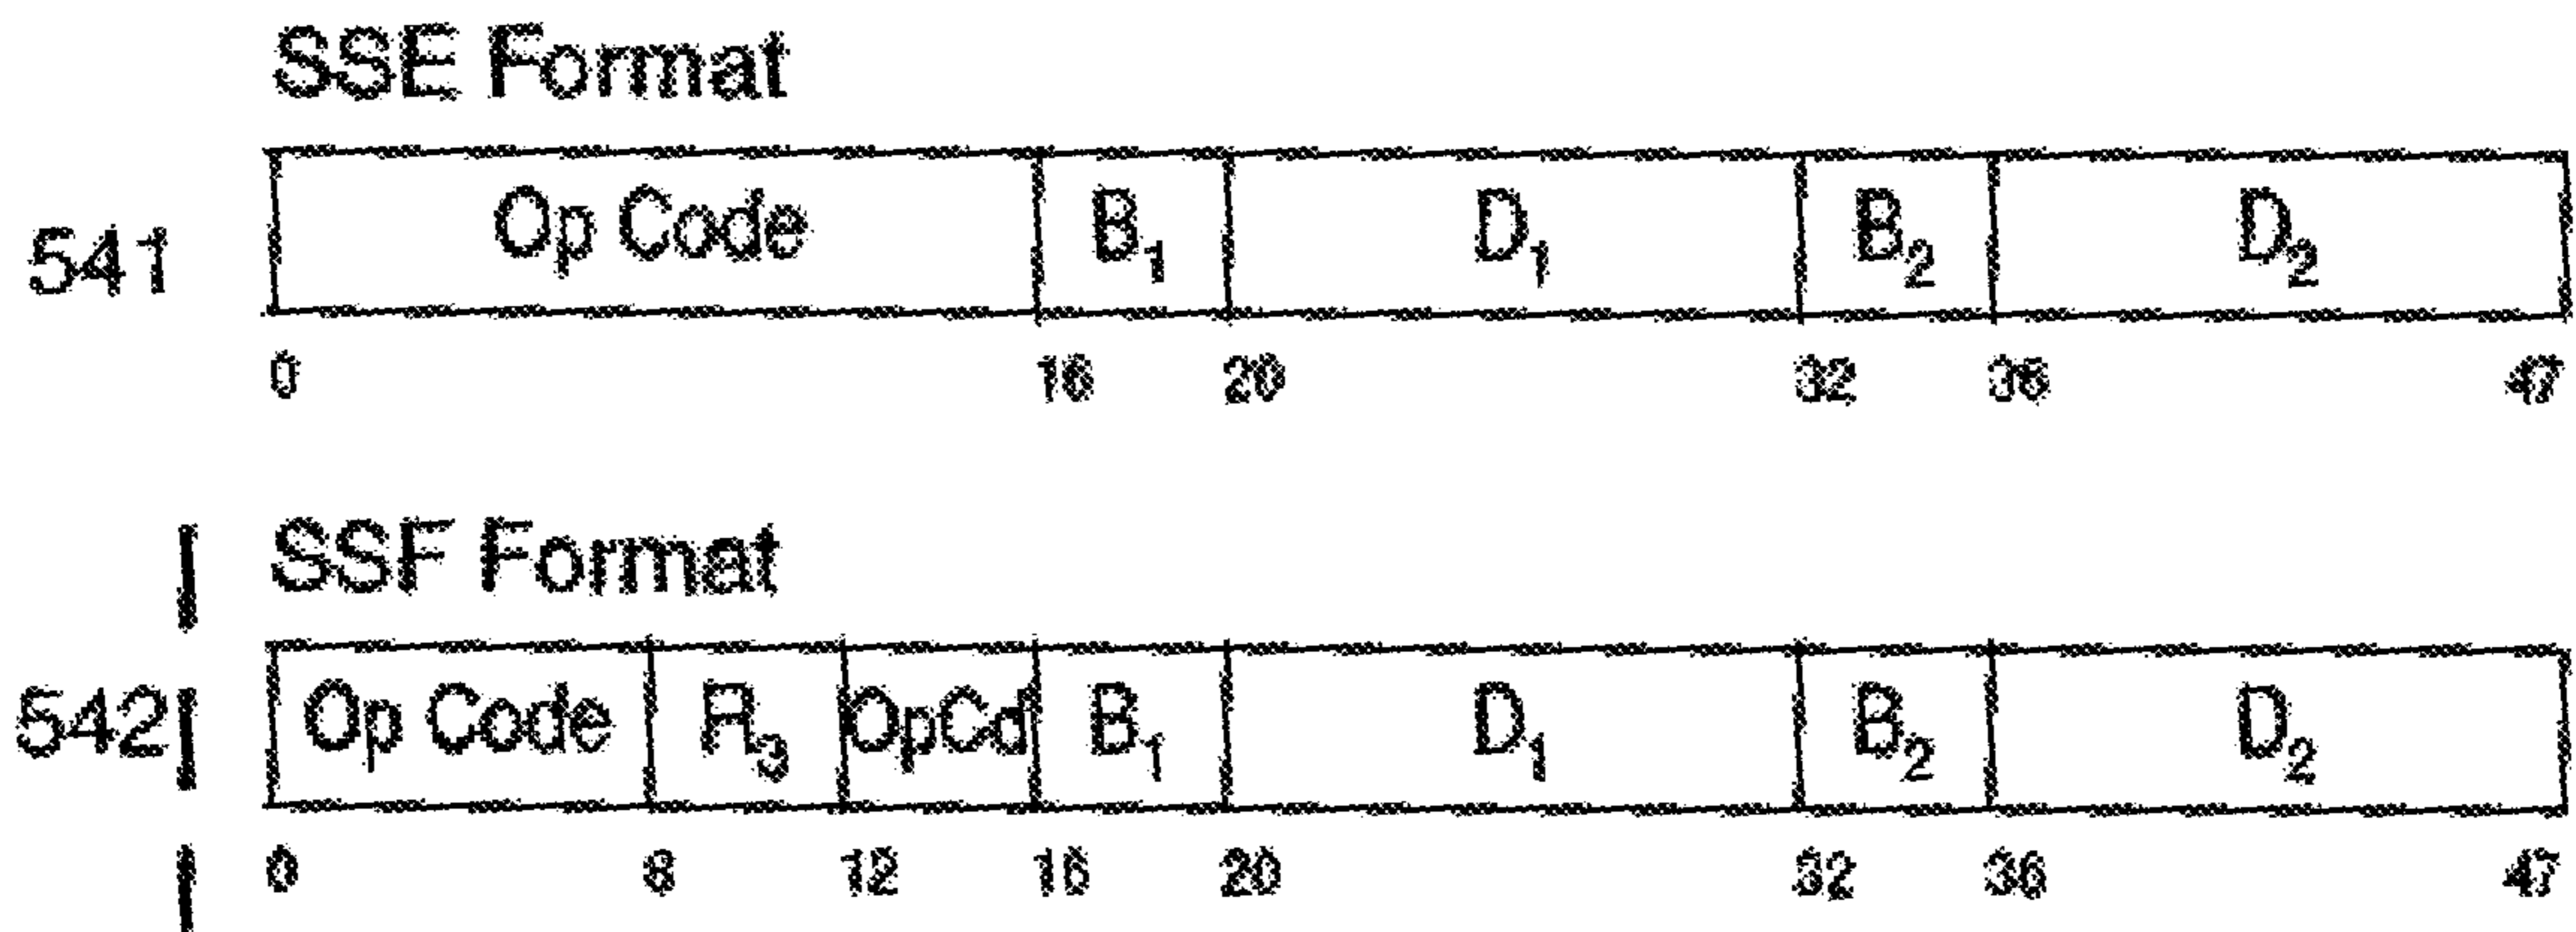 SSE Format
541 Op Code B₁ D₁ B₂ D₂
0 16 20 32 36 47
SSF Format
542 Op Code R₃ OpCd B₁ D₁ B₂ D₂
0 8 12 16 20 32 36 47